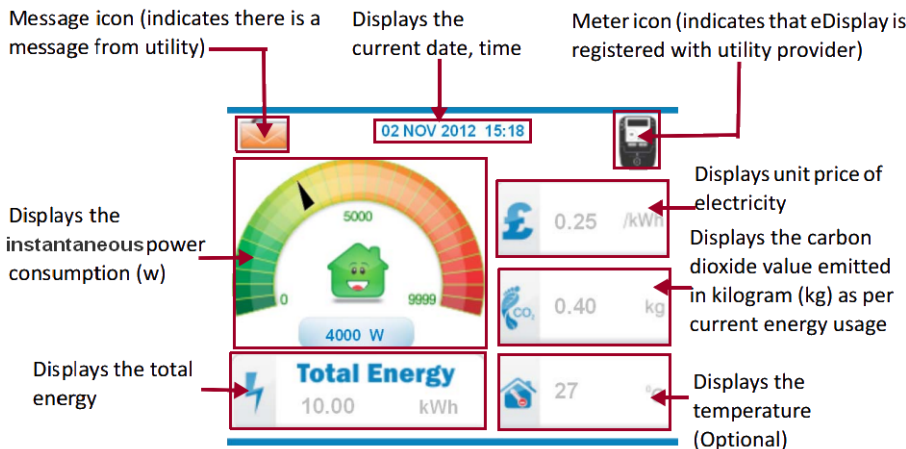 Message icon (indicates there is a
message from utility)
Displays the
current date, time
Meter icon (indicates that eDisplay is
registered with utility provider)
02 NOV 2012 15:18
Displays the
instantaneous power
consumption (w)
5000
0
9999
4000 W
£
0.25 /kWh
Displays unit price of
electricity
CO₂
0.40 kg
Displays the carbon
dioxide value emitted
in kilogram (kg) as per
current energy usage
Displays the total
energy
Total Energy
10.00 kWh
27 °C
Displays the
temperature
(Optional)